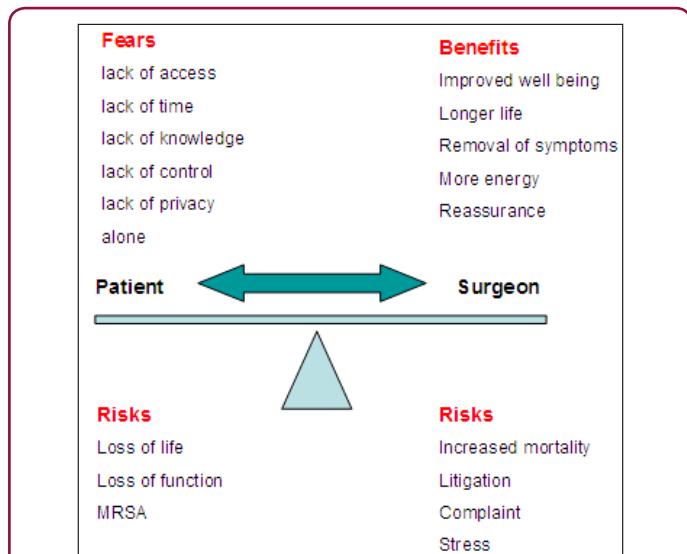 Fears
lack of access
lack of time
lack of knowledge
lack of control
lack of privacy
alone
Benefits
Improved well being
Longer life
Removal of symptoms
More energy
Reassurance
Patient
Surgeon
Risks
Loss of life
Loss of function
MRSA
Risks
Increased mortality
Litigation
Complaint
Stress